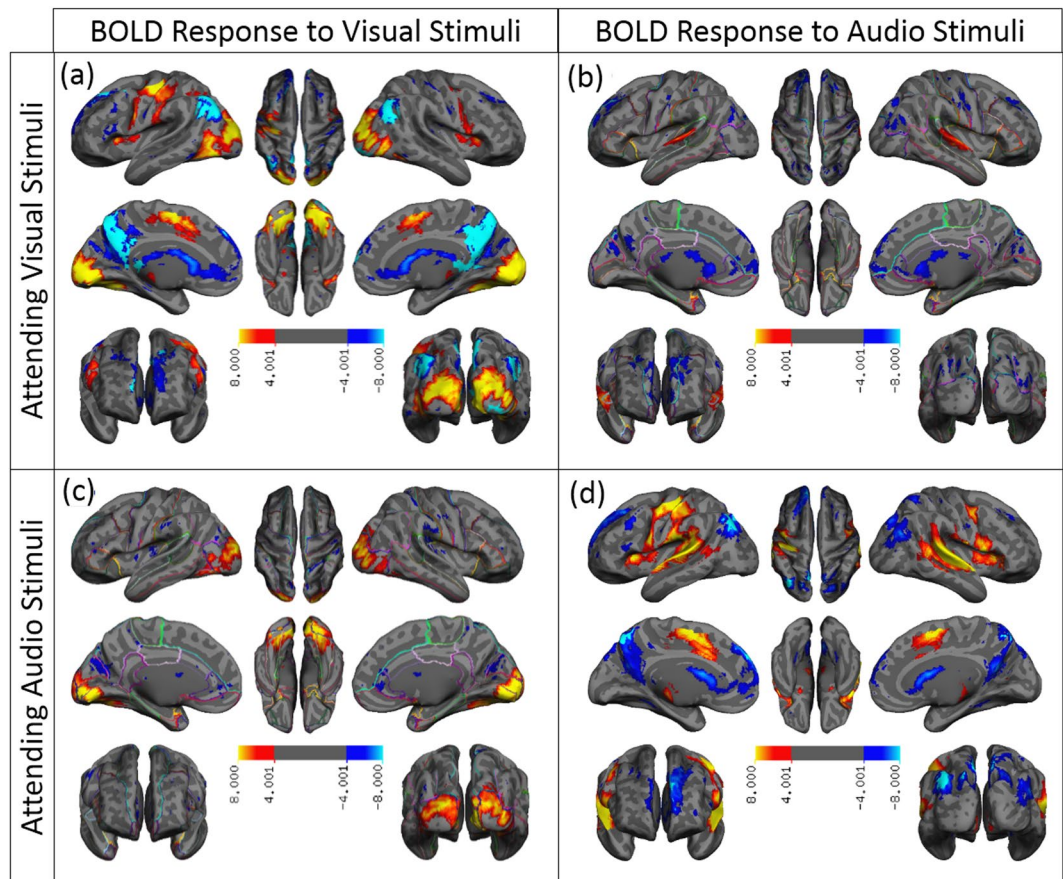 BOLD Response to Visual Stimuli
BOLD Response to Audio Stimuli
Attending Visual Stimuli
(a)
8.000
4.001
-4.001
-8.000
(b)
8.000
4.001
-4.001
-8.000
Attending Audio Stimuli
(c)
8.000
4.001
-4.001
-8.000
(d)
8.000
4.001
-4.001
-8.000